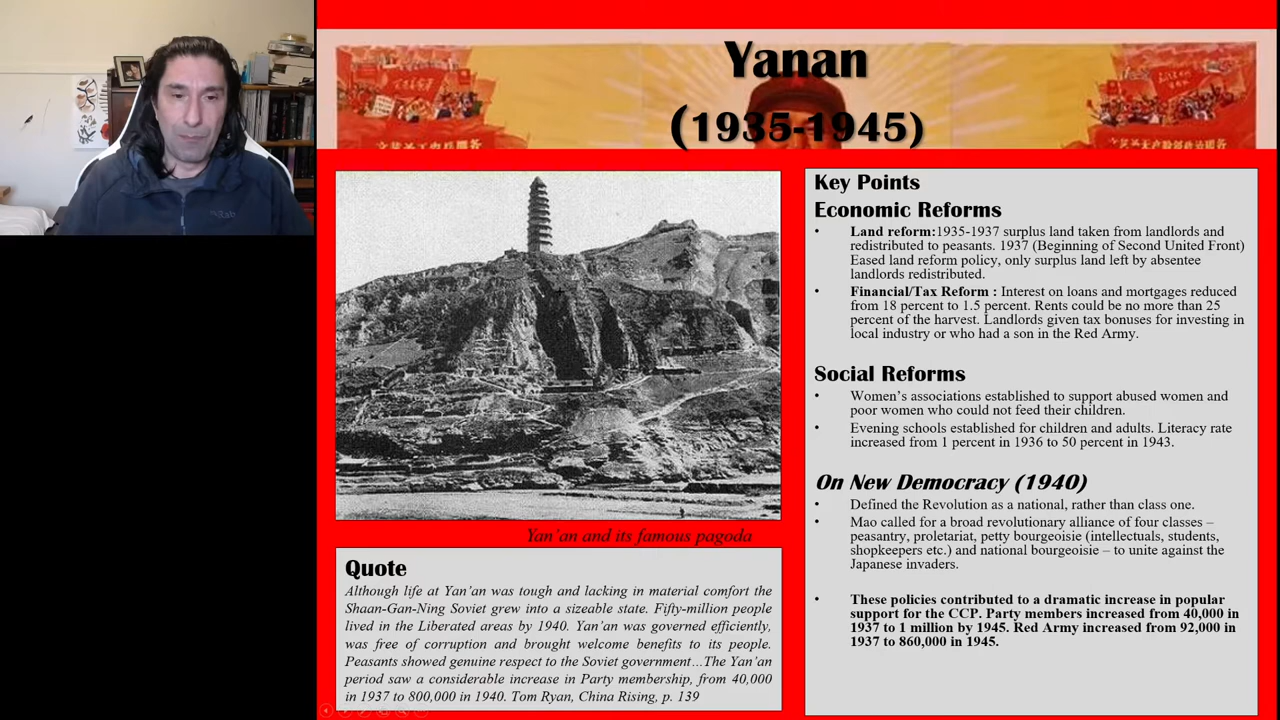 Yanan
(1935-1945)
Yan'an and its famous pagoda
Quote
Although life at Yan'an was tough and lacking in material comfort the
Shaan-Gan-Ning Soviet grew into a sizeable state. Fifty-million people
lived in the Liberated areas by 1940. Yan'an was governed efficiently,
was free of corruption and brought welcome benefits to its people.
Peasants showed genuine respect to the Soviet government…The Yan'an
period saw a considerable increase in Party membership, from 40,000
in 1937 to 800,000 in 1940. Tom Ryan, China Rising, p. 139
Key Points
Economic Reforms
• Land reform:1935-1937 surplus land taken from landlords and
redistributed to peasants. 1937 (Beginning of Second United Front)
Eased land reform policy, only surplus land left by absentee
landlords redistributed.
• Financial/Tax Reform : Interest on loans and mortgages reduced
from 18 percent to 1.5 percent. Rents could be no more than 25
percent of the harvest. Landlords given tax bonuses for investing in
local industry or who had a son in the Red Army.
Social Reforms
• Women's associations established to support abused women and
poor women who could not feed their children.
• Evening schools established for children and adults. Literacy rate
increased from 1 percent in 1936 to 50 percent in 1943.
On New Democracy (1940)
• Defined the Revolution as a national, rather than class one.
• Mao called for a broad revolutionary alliance of four classes –
peasantry, proletariat, petty bourgeoisie (intellectuals, students,
shopkeepers etc.) and national bourgeoisie – to unite against the
Japanese invaders.
• These policies contributed to a dramatic increase in popular
support for the CCP. Party members increased from 40,000 in
1937 to 1 million by 1945. Red Army increased from 92,000 in
1937 to 860,000 in 1945.